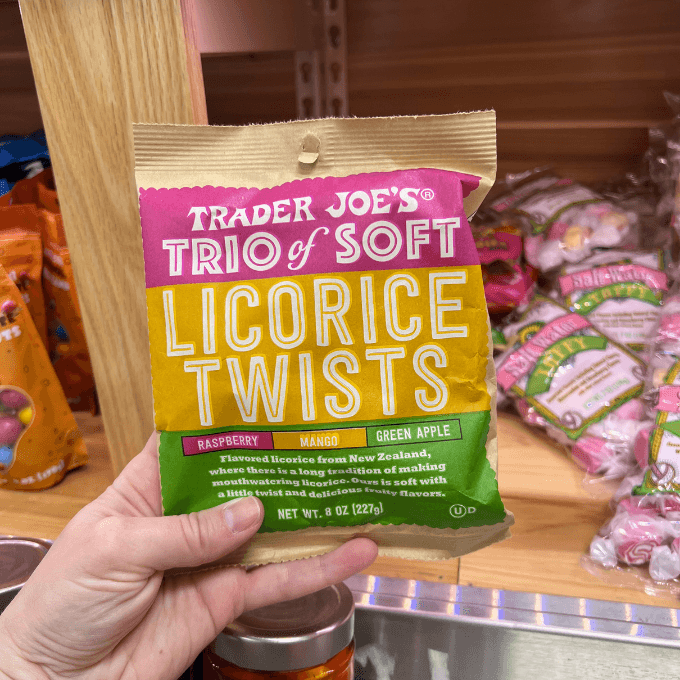 TRADER JOE'S®
TRIO of SOFT
LICORICE
TWISTS
RASPBERRY MANGO GREEN APPLE
Flavored licorice from New Zealand,
where there is a long tradition of making
mouthwatering licorice. Ours is soft with
a little twist and delicious fruity flavors.
NET WT. 8 OZ (227g)
U D
TAFFY